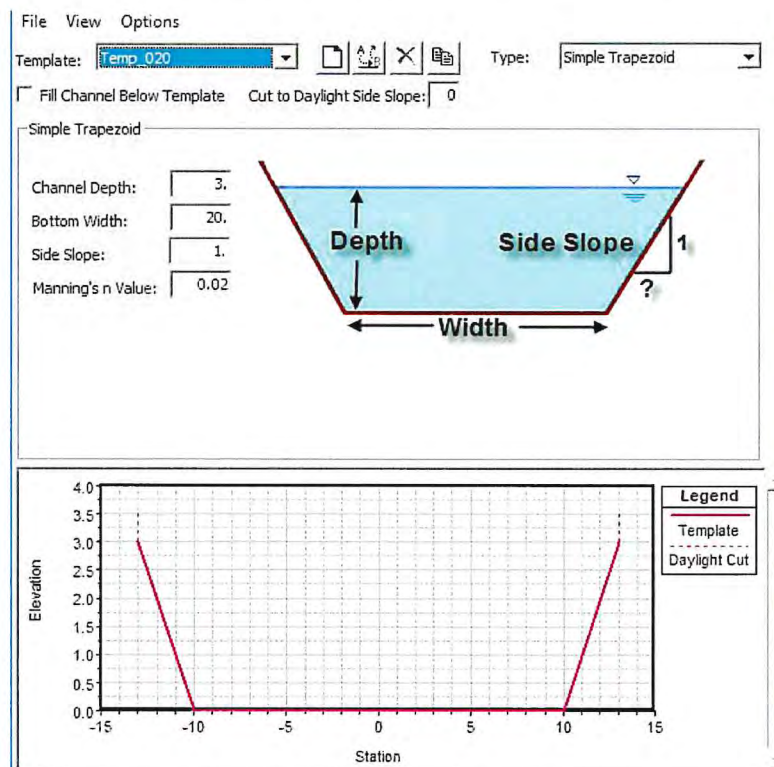 File View Options
Template: Temp_020 Type: Simple Trapezoid
Fill Channel Below Template Cut to Daylight Side Slope: 0
Simple Trapezoid
Channel Depth: 3.
Bottom Width: 20.
Side Slope: 1.
Manning's n Value: 0.02
Depth
Side Slope
1
?
Width
4.0
3.5
3.0
2.5
2.0
1.5
1.0
0.5
0.0
Elevation
-15 -10 -5 0 5 10 15
Station
Legend
Template
Daylight Cut